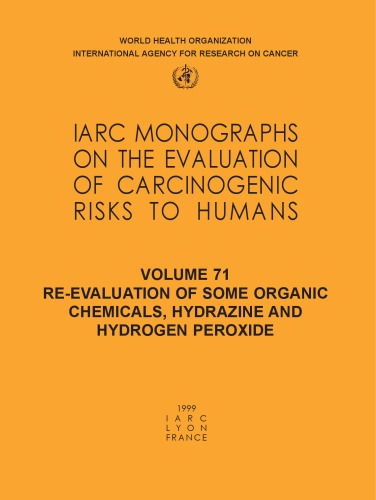 WORLD HEALTH ORGANIZATION
INTERNATIONAL AGENCY FOR RESEARCH ON CANCER
IARC MONOGRAPHS
ON THE EVALUATION
OF CARCINOGENIC
RISKS TO HUMANS
VOLUME 71
RE-EVALUATION OF SOME ORGANIC
CHEMICALS, HYDRAZINE AND
HYDROGEN PEROXIDE
1999
IARC
LYON
FRANCE